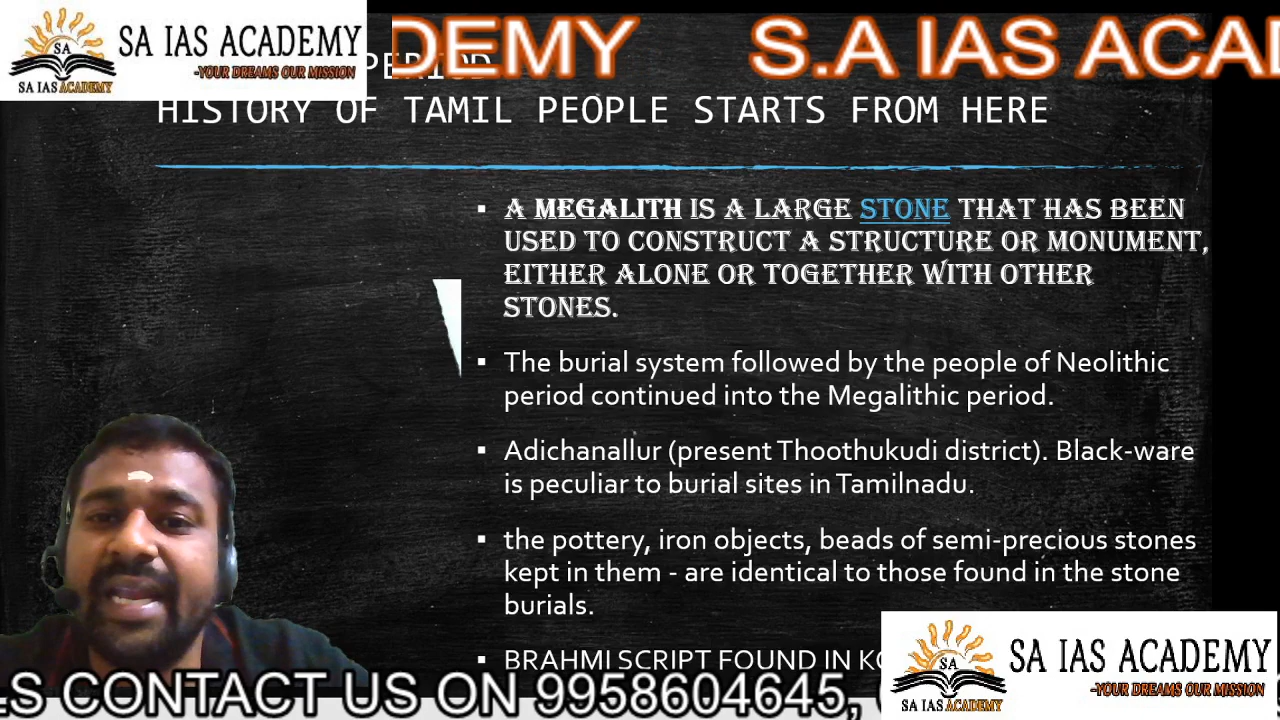 SA IAS ACADEMY
-YOUR DREAMS OUR MISSION
SA
SA IAS ACADEMY
DEMY S.A IAS ACA
PERIOD
HISTORY OF TAMIL PEOPLE STARTS FROM HERE
▪ A MEGALITH IS A LARGE STONE THAT HAS BEEN
USED TO CONSTRUCT A STRUCTURE OR MONUMENT,
EITHER ALONE OR TOGETHER WITH OTHER
STONES.
▪ The burial system followed by the people of Neolithic
period continued into the Megalithic period.
▪ Adichanallur (present Thoothukudi district). Black-ware
is peculiar to burial sites in Tamilnadu.
▪ the pottery, iron objects, beads of semi-precious stones
kept in them - are identical to those found in the stone
burials.
▪ BRAHMI SCRIPT FOUND IN
SA IAS ACADEMY
-YOUR DREAMS OUR MISSION
SA
SA IAS ACADEMY
LS CONTACT US ON 9958604645,